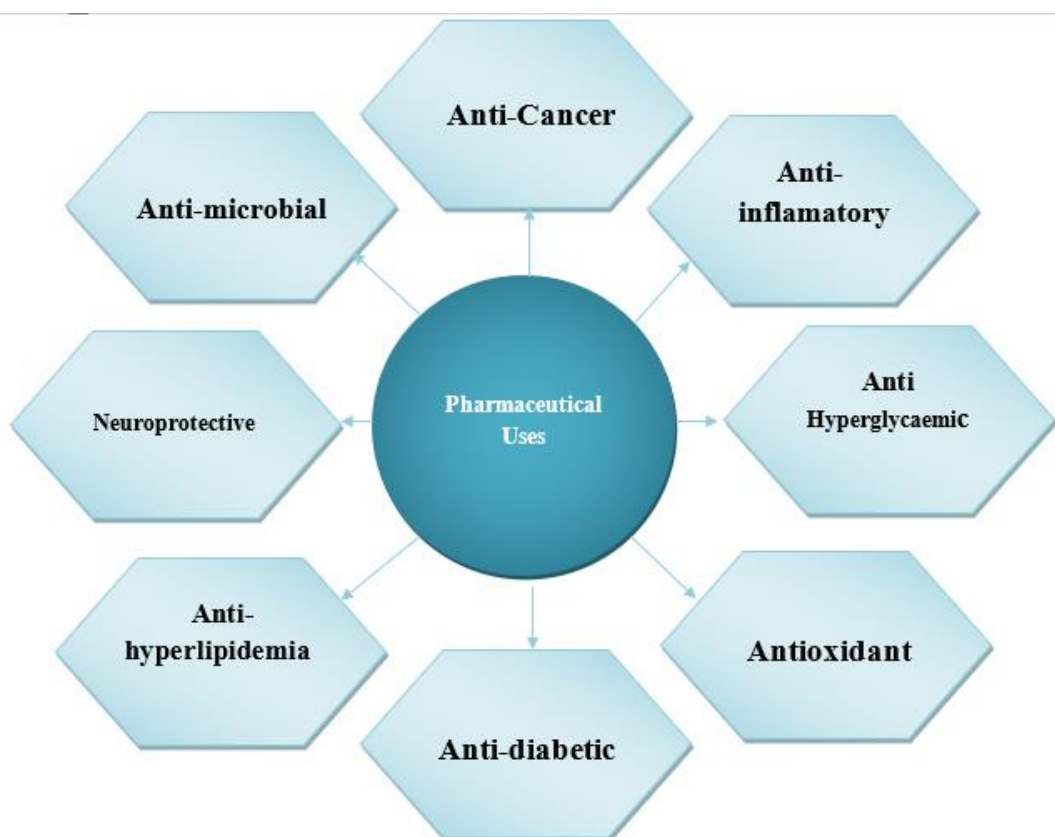 Anti-Cancer
Anti-
inflamatory
Anti-microbial
Anti
Hyperglycaemic
Pharmaceutical
Uses
Neuroprotective
Anti-
hyperlipidemia
Antioxidant
Anti-diabetic